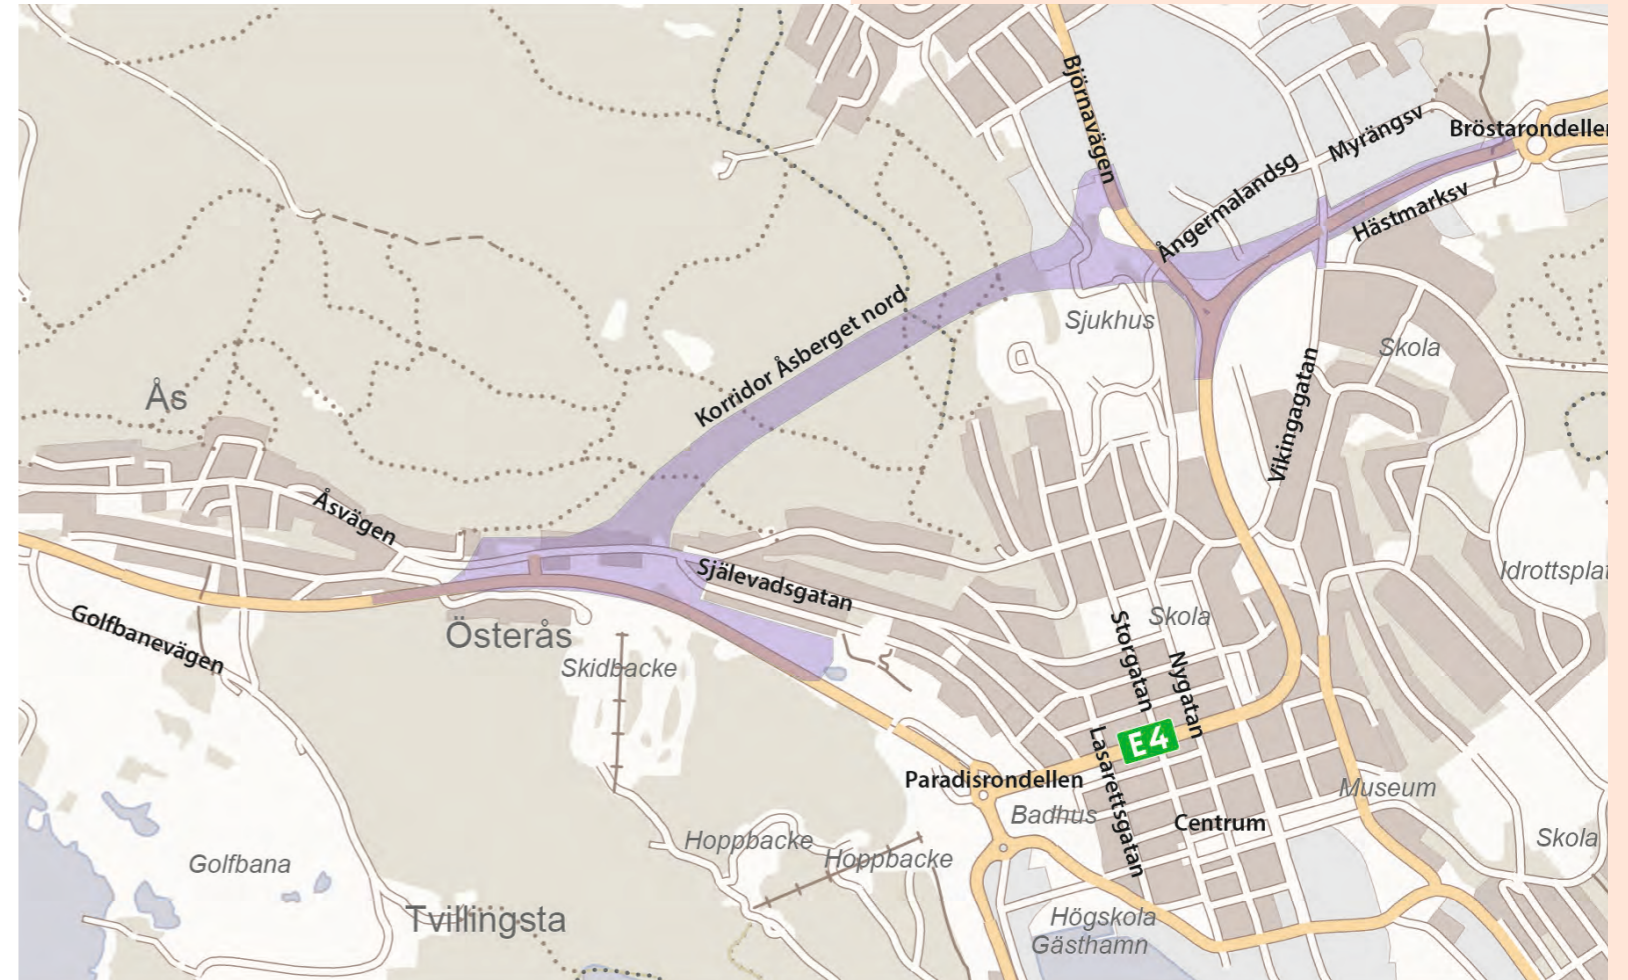 Björnavägen
Myrängsv
Bröstarondellen
Ångermalandsg
Hästmarksv
Korridor Åsberget nord
Sjukhus
Skola
Ås
Vikingagatan
Åsvägen
Själevadsgatan
Idrottsplat
Golfbanevägen
Österås
Skidbacke
Storgatan
Skola
Nygatan
E4
Lasarettsgatan
Paradisrondellen
Museum
Badhus
Centrum
Hoppbacke
Hoppbacke
Skola
Golfbana
Tvillingsta
Högskola
Gästhamn